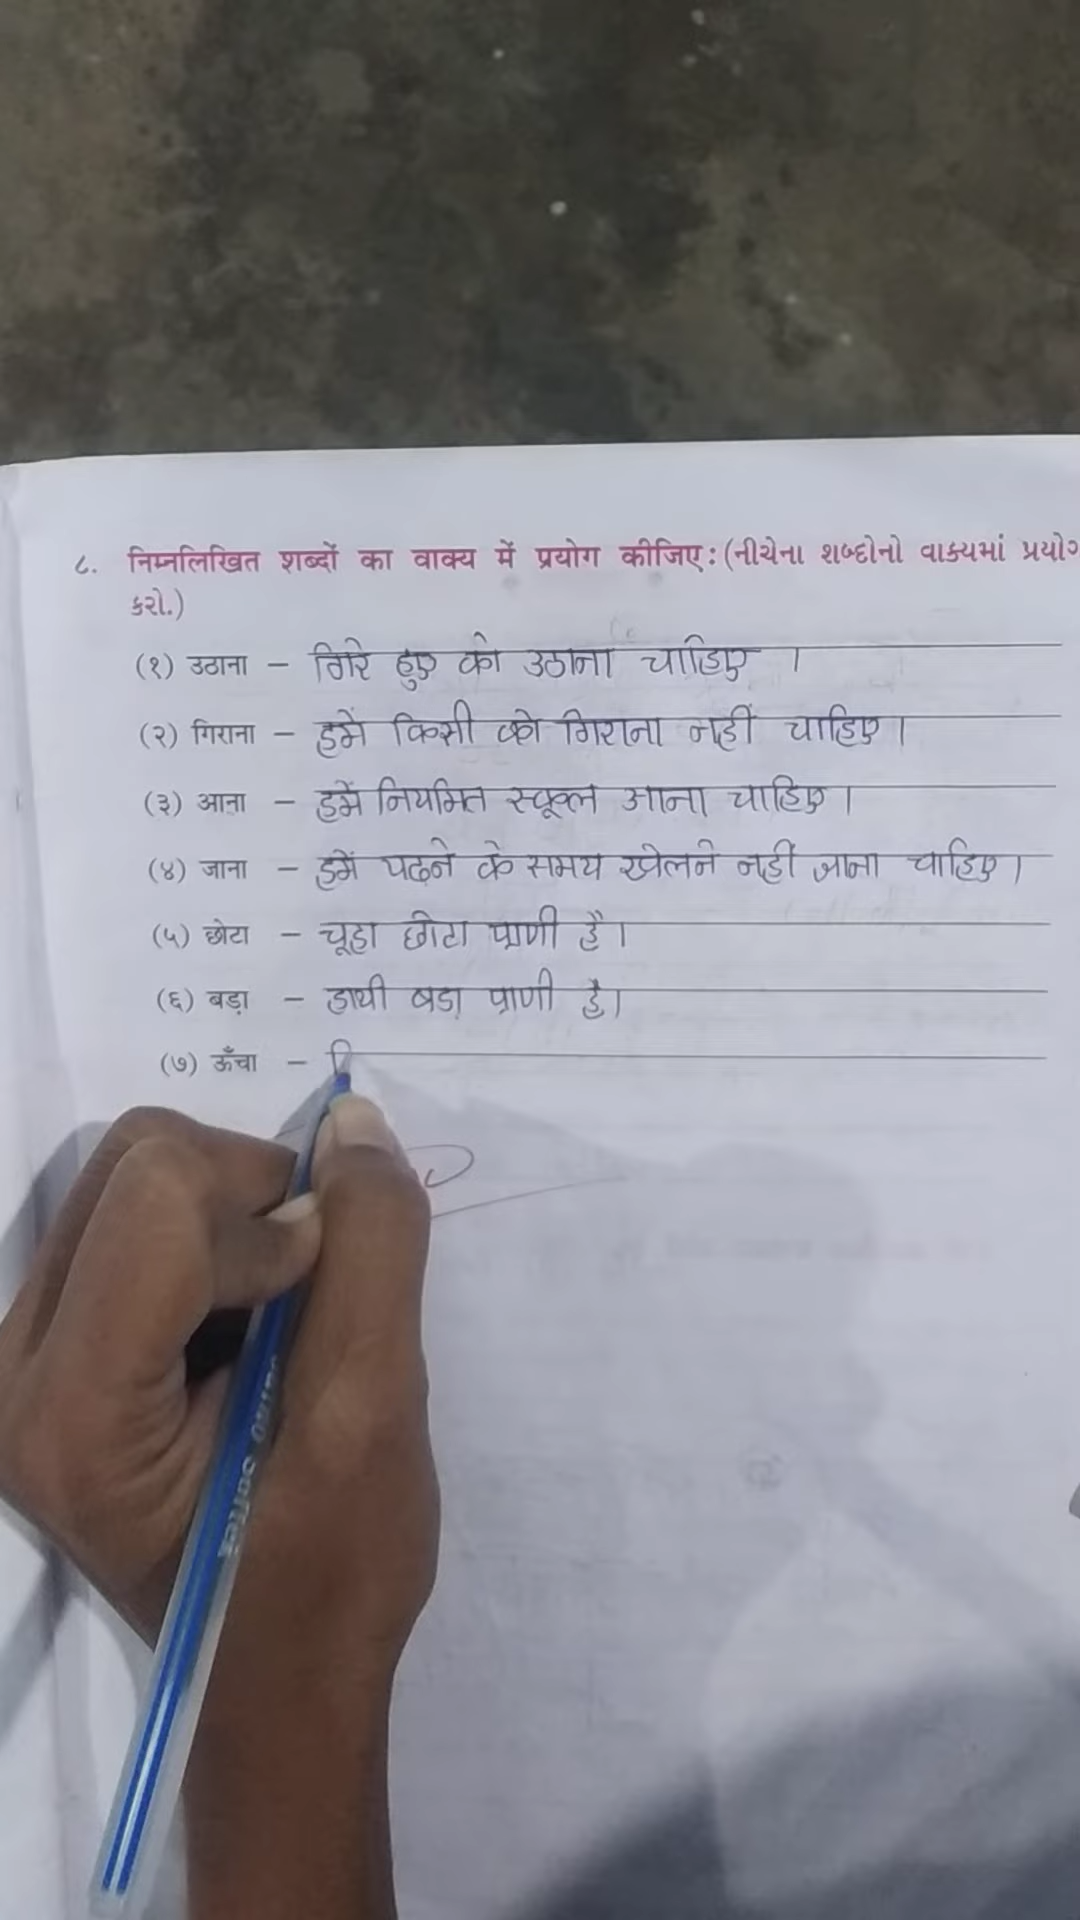 ८. निम्नलिखित शब्दों का वाक्य में प्रयोग कीजिए: (નીચેના શબ્દોનો વાક્યમાં પ્રયોગ
કરો.)
(१) उठाना – गिरे हुए को उठाना चाहिए ।
(२) गिराना – हमें किसी को गिराना नहीं चाहिए।
(३) आना – हमें नियमित स्कूल आना चाहिए।
(४) जाना – हमें पढने के समय खेलने नहीं जाना चाहिए।
(५) छोटा – चूहा छोटा प्राणी है।
(६) बड़ा – हाथी बडा प्राणी है।
(७) ऊँचा –